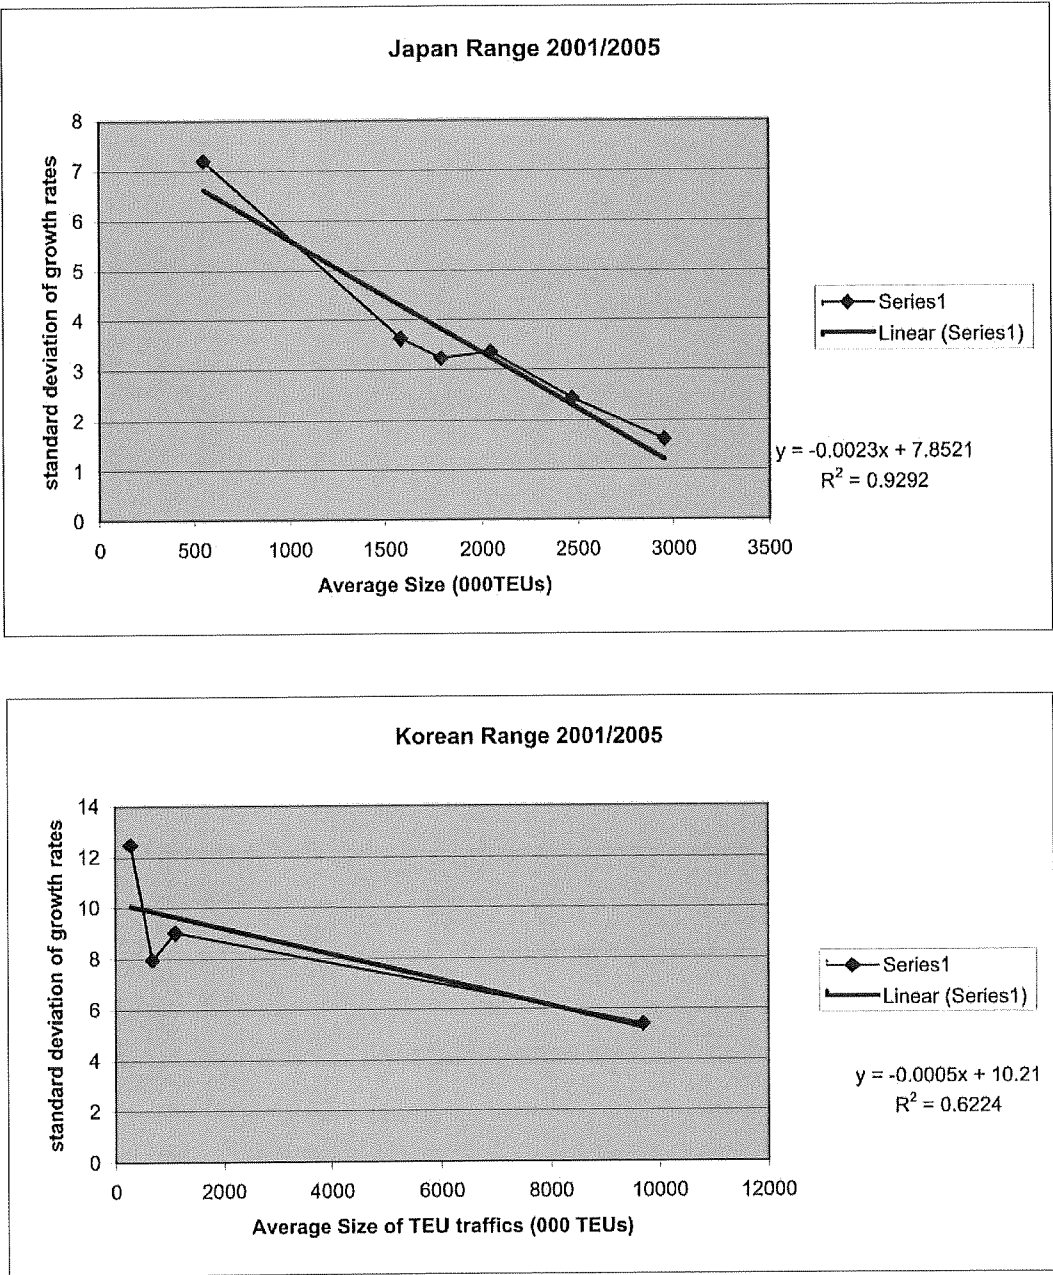 Japan Range 2001/2005
8
7
6
5
4
3
2
1
0
standard deviation of growth rates
0 500 1000 1500 2000 2500 3000 3500
Average Size (000TEUs)
Series1
Linear (Series1)
y = -0.0023x + 7.8521
R² = 0.9292
Korean Range 2001/2005
14
12
10
8
6
4
2
0
standard deviation of growth rates
0 2000 4000 6000 8000 10000 12000
Average Size of TEU traffics (000 TEUs)
Series1
Linear (Series1)
y = -0.0005x + 10.21
R² = 0.6224